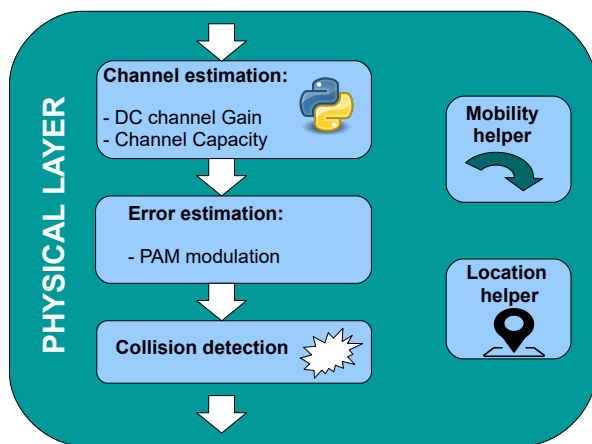 PHYSICAL LAYER
Channel estimation:
- DC channel Gain
- Channel Capacity
Error estimation:
- PAM modulation
Collision detection
Mobility
helper
Location
helper